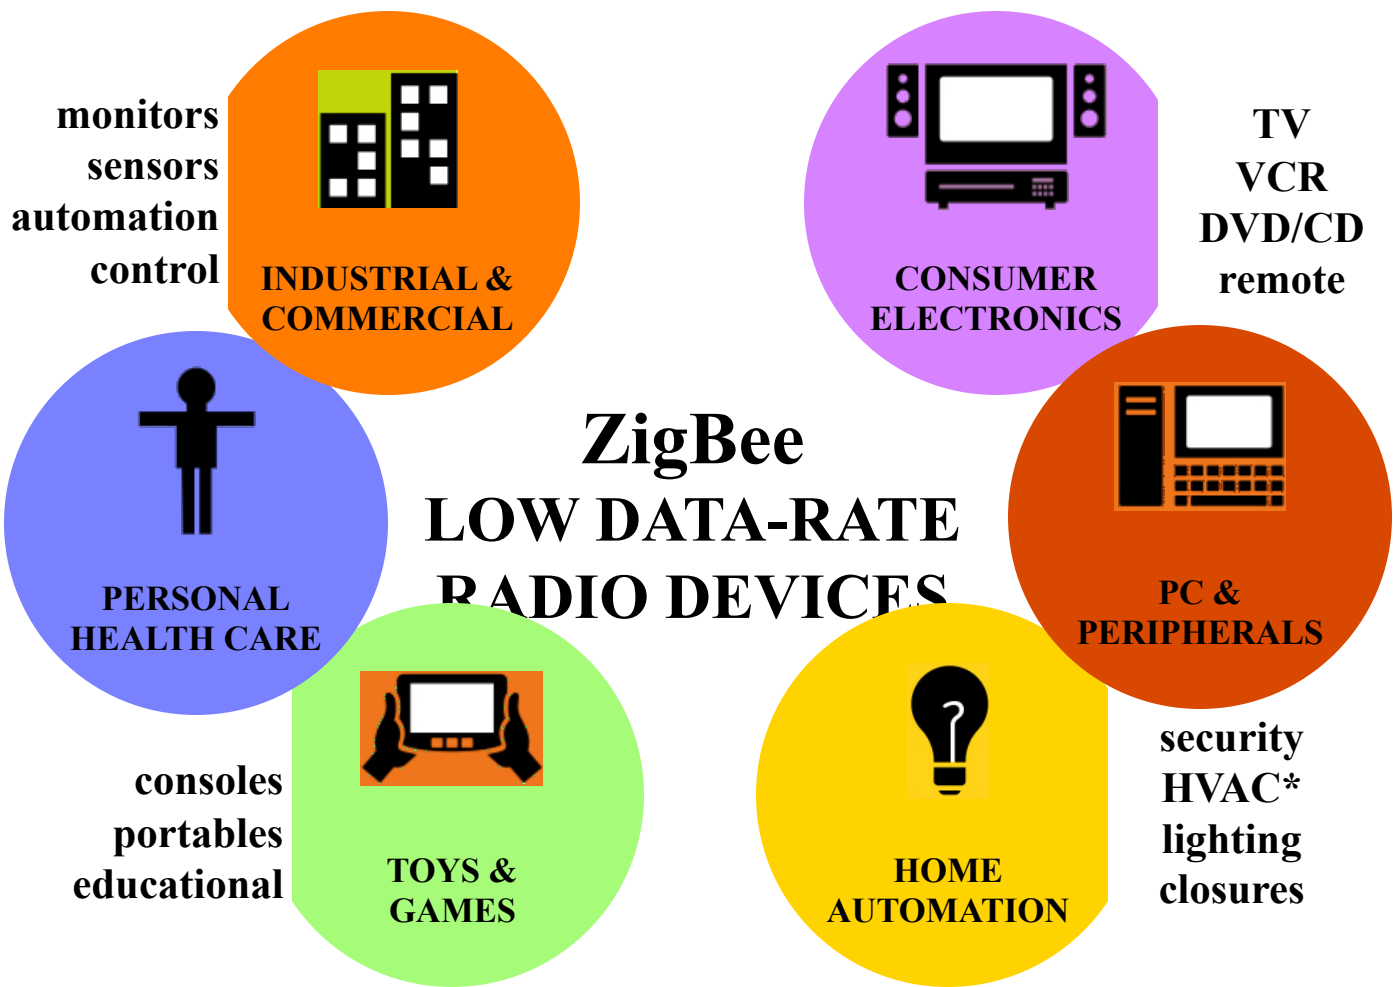 monitors
sensors
automation
control
INDUSTRIAL &
COMMERCIAL
CONSUMER
ELECTRONICS
TV
VCR
DVD/CD
remote
ZigBee
LOW DATA-RATE
RADIO DEVICES
PERSONAL
HEALTH CARE
PC &
PERIPHERALS
consoles
portables
educational
TOYS &
GAMES
HOME
AUTOMATION
security
HVAC*
lighting
closures